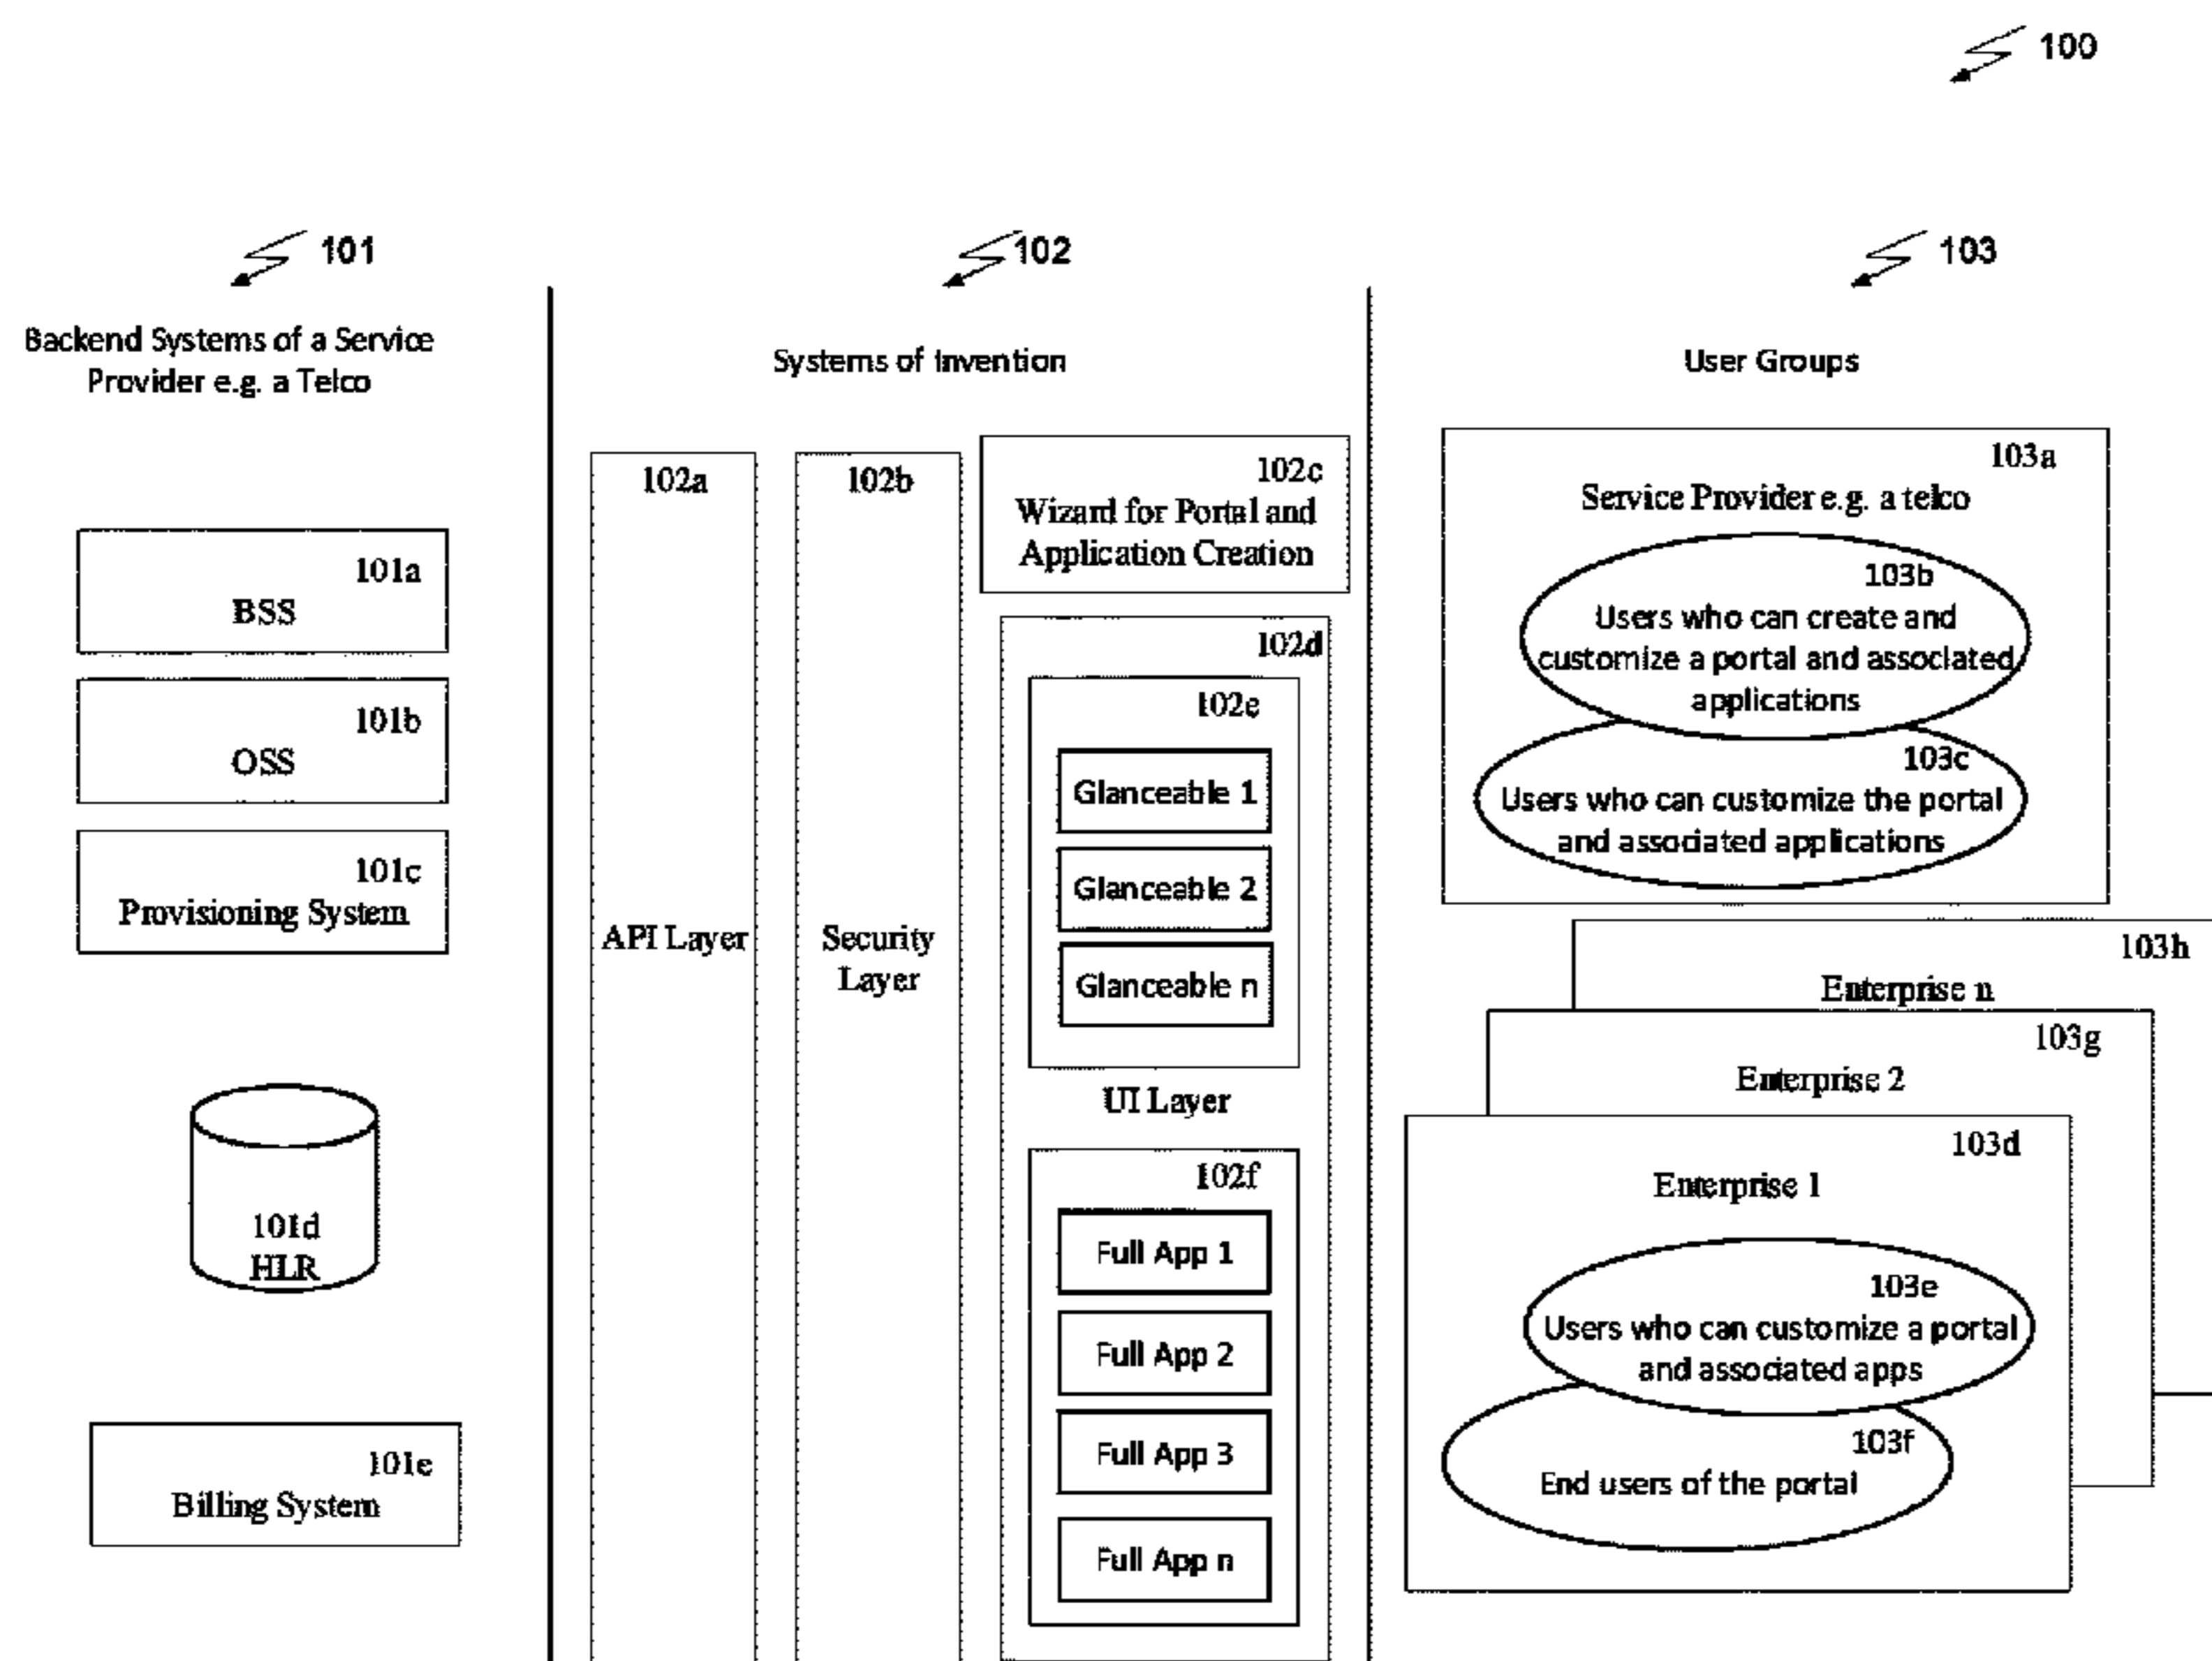 100
101
Backend Systems of a Service
Provider e.g. a Telco
101a
BSS
101b
OSS
101c
Provisioning System
101d
HLR
101e
Billing System
102
Systems of Invention
102a
API Layer
102b
Security
Layer
102c
Wizard for Portal and
Application Creation
102d
102e
Glanceable 1
Glanceable 2
Glanceable n
UI Layer
102f
Full App 1
Full App 2
Full App 3
Full App n
103
User Groups
103a
Service Provider e.g. a telco
103b
Users who can create and
customize a portal and associated
applications
103c
Users who can customize the portal
and associated applications
103h
Enterprise n
103g
Enterprise 2
103d
Enterprise 1
103e
Users who can customize a portal
and associated apps
103f
End users of the portal